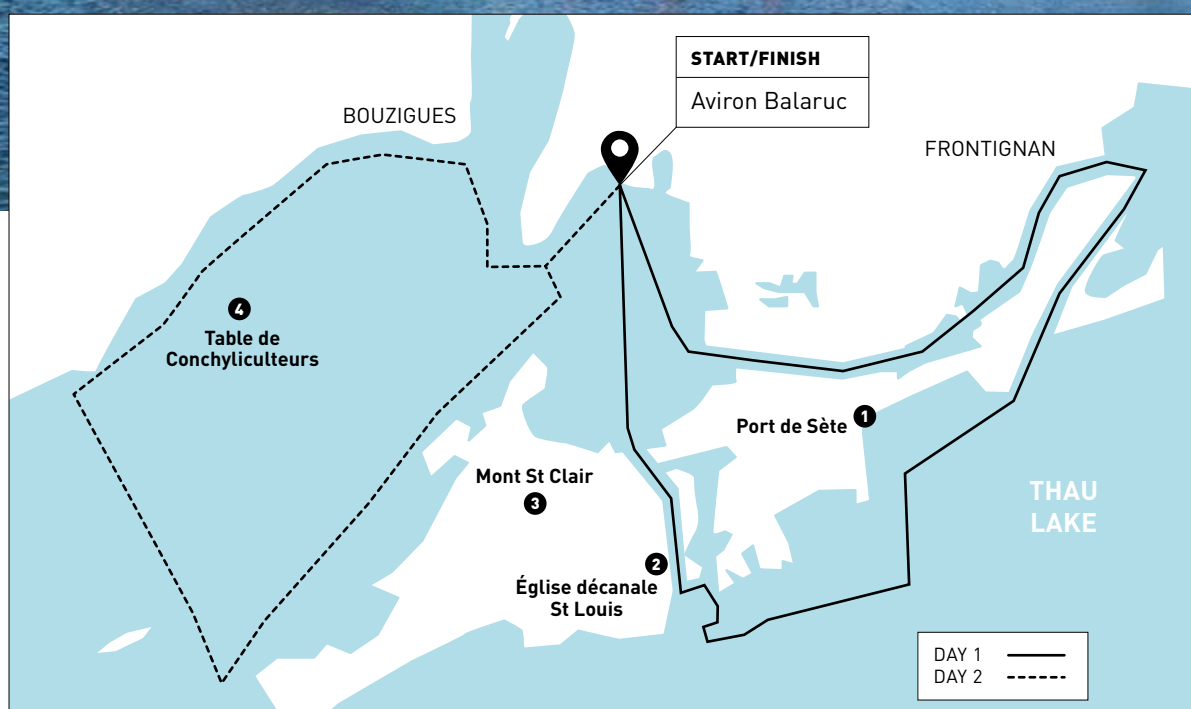 START/FINISH
Aviron Balaruc
BOUZIGUES
FRONTIGNAN
4
Table de
Conchyliculteurs
Port de Sète
1
Mont St Clair
3
THAU
LAKE
2
Église décanale
St Louis
DAY 1
DAY 2